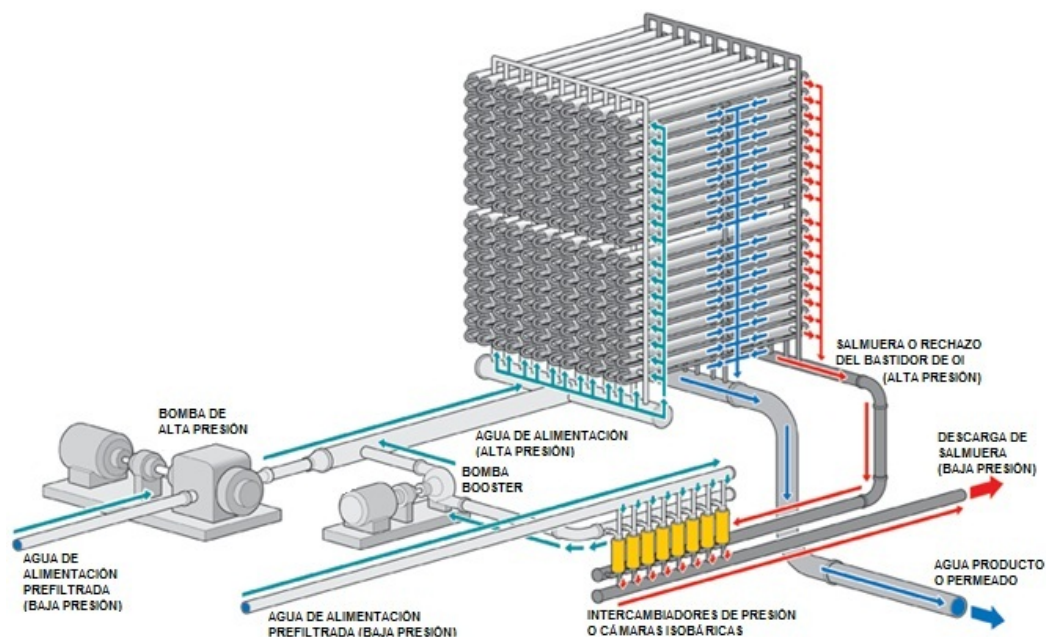 SALMUERA O RECHAZO
DEL BASTIDOR DE OI
(ALTA PRESIÓN)
BOMBA DE
ALTA PRESIÓN
AGUA DE ALIMENTACIÓN
(ALTA PRESIÓN)
BOMBA
BOOSTER
DESCARGA DE
SALMUERA
(BAJA PRESIÓN)
AGUA DE
ALIMENTACIÓN
PREFILTRADA
(BAJA PRESIÓN)
AGUA DE ALIMENTACIÓN
PREFILTRADA (BAJA PRESIÓN)
INTERCAMBIADORES DE PRESIÓN
O CÁMARAS ISOBÁRICAS
AGUA PRODUCTO
O PERMEADO